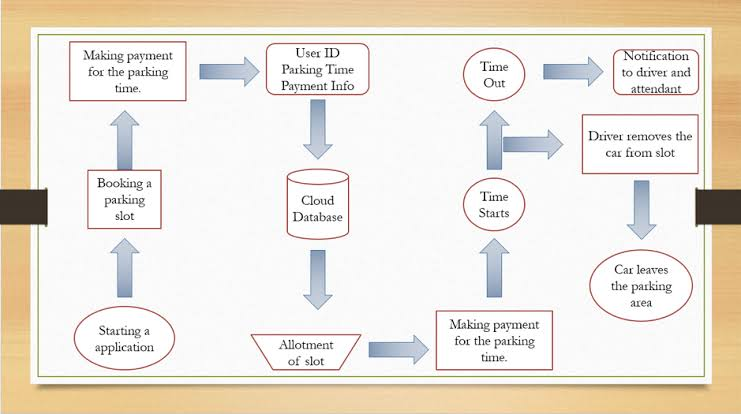 Making payment
for the parking
time.
User ID
Parking Time
Payment Info
Time
Out
Notification
to driver and
attendant
Driver removes the
car from slot
Booking a
parking
slot
Cloud
Database
Time
Starts
Car leaves
the parking
area
Starting a
application
Allotment
of slot
Making payment
for the parking
time.